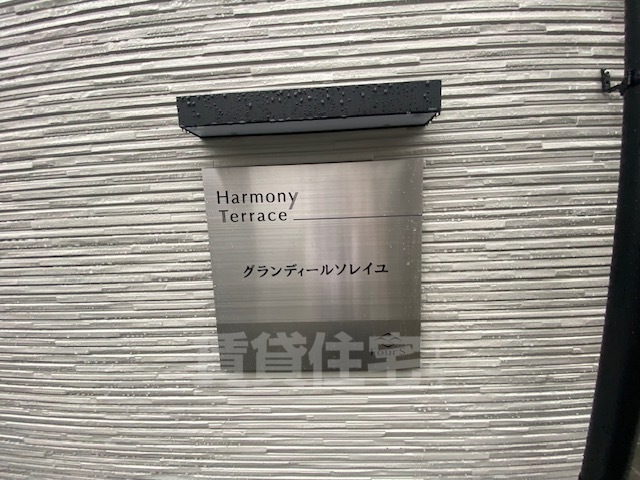 Harmony
Terrace
グランディールソレイユ
賃貸住宅